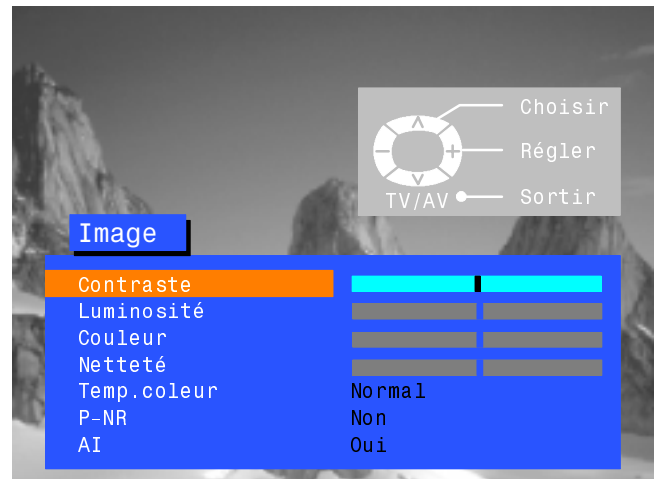 Choisir
Régler
TV/AV Sortir
Image
Contraste
Luminosité
Couleur
Netteté
Temp.coleur Normal
P-NR Non
AI Oui